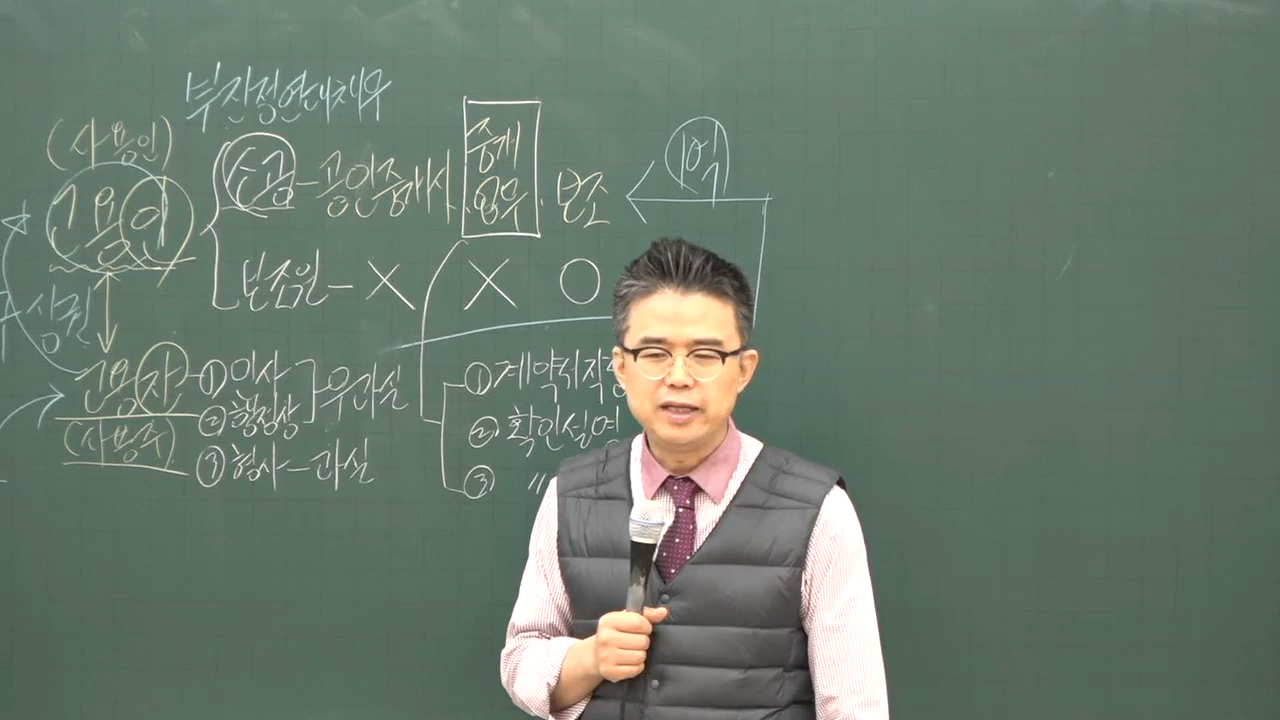 부진정연대채무
(사용인)
고용인
소공 - 공인중개사 중개업무 · 보조
10억
보조원 - X X O
구상권
고용자 ① 민사
② 행정상
무과실
(사용주)
③ 형사 - 과실
① 계약서작성
② 확인설명
③ 〃